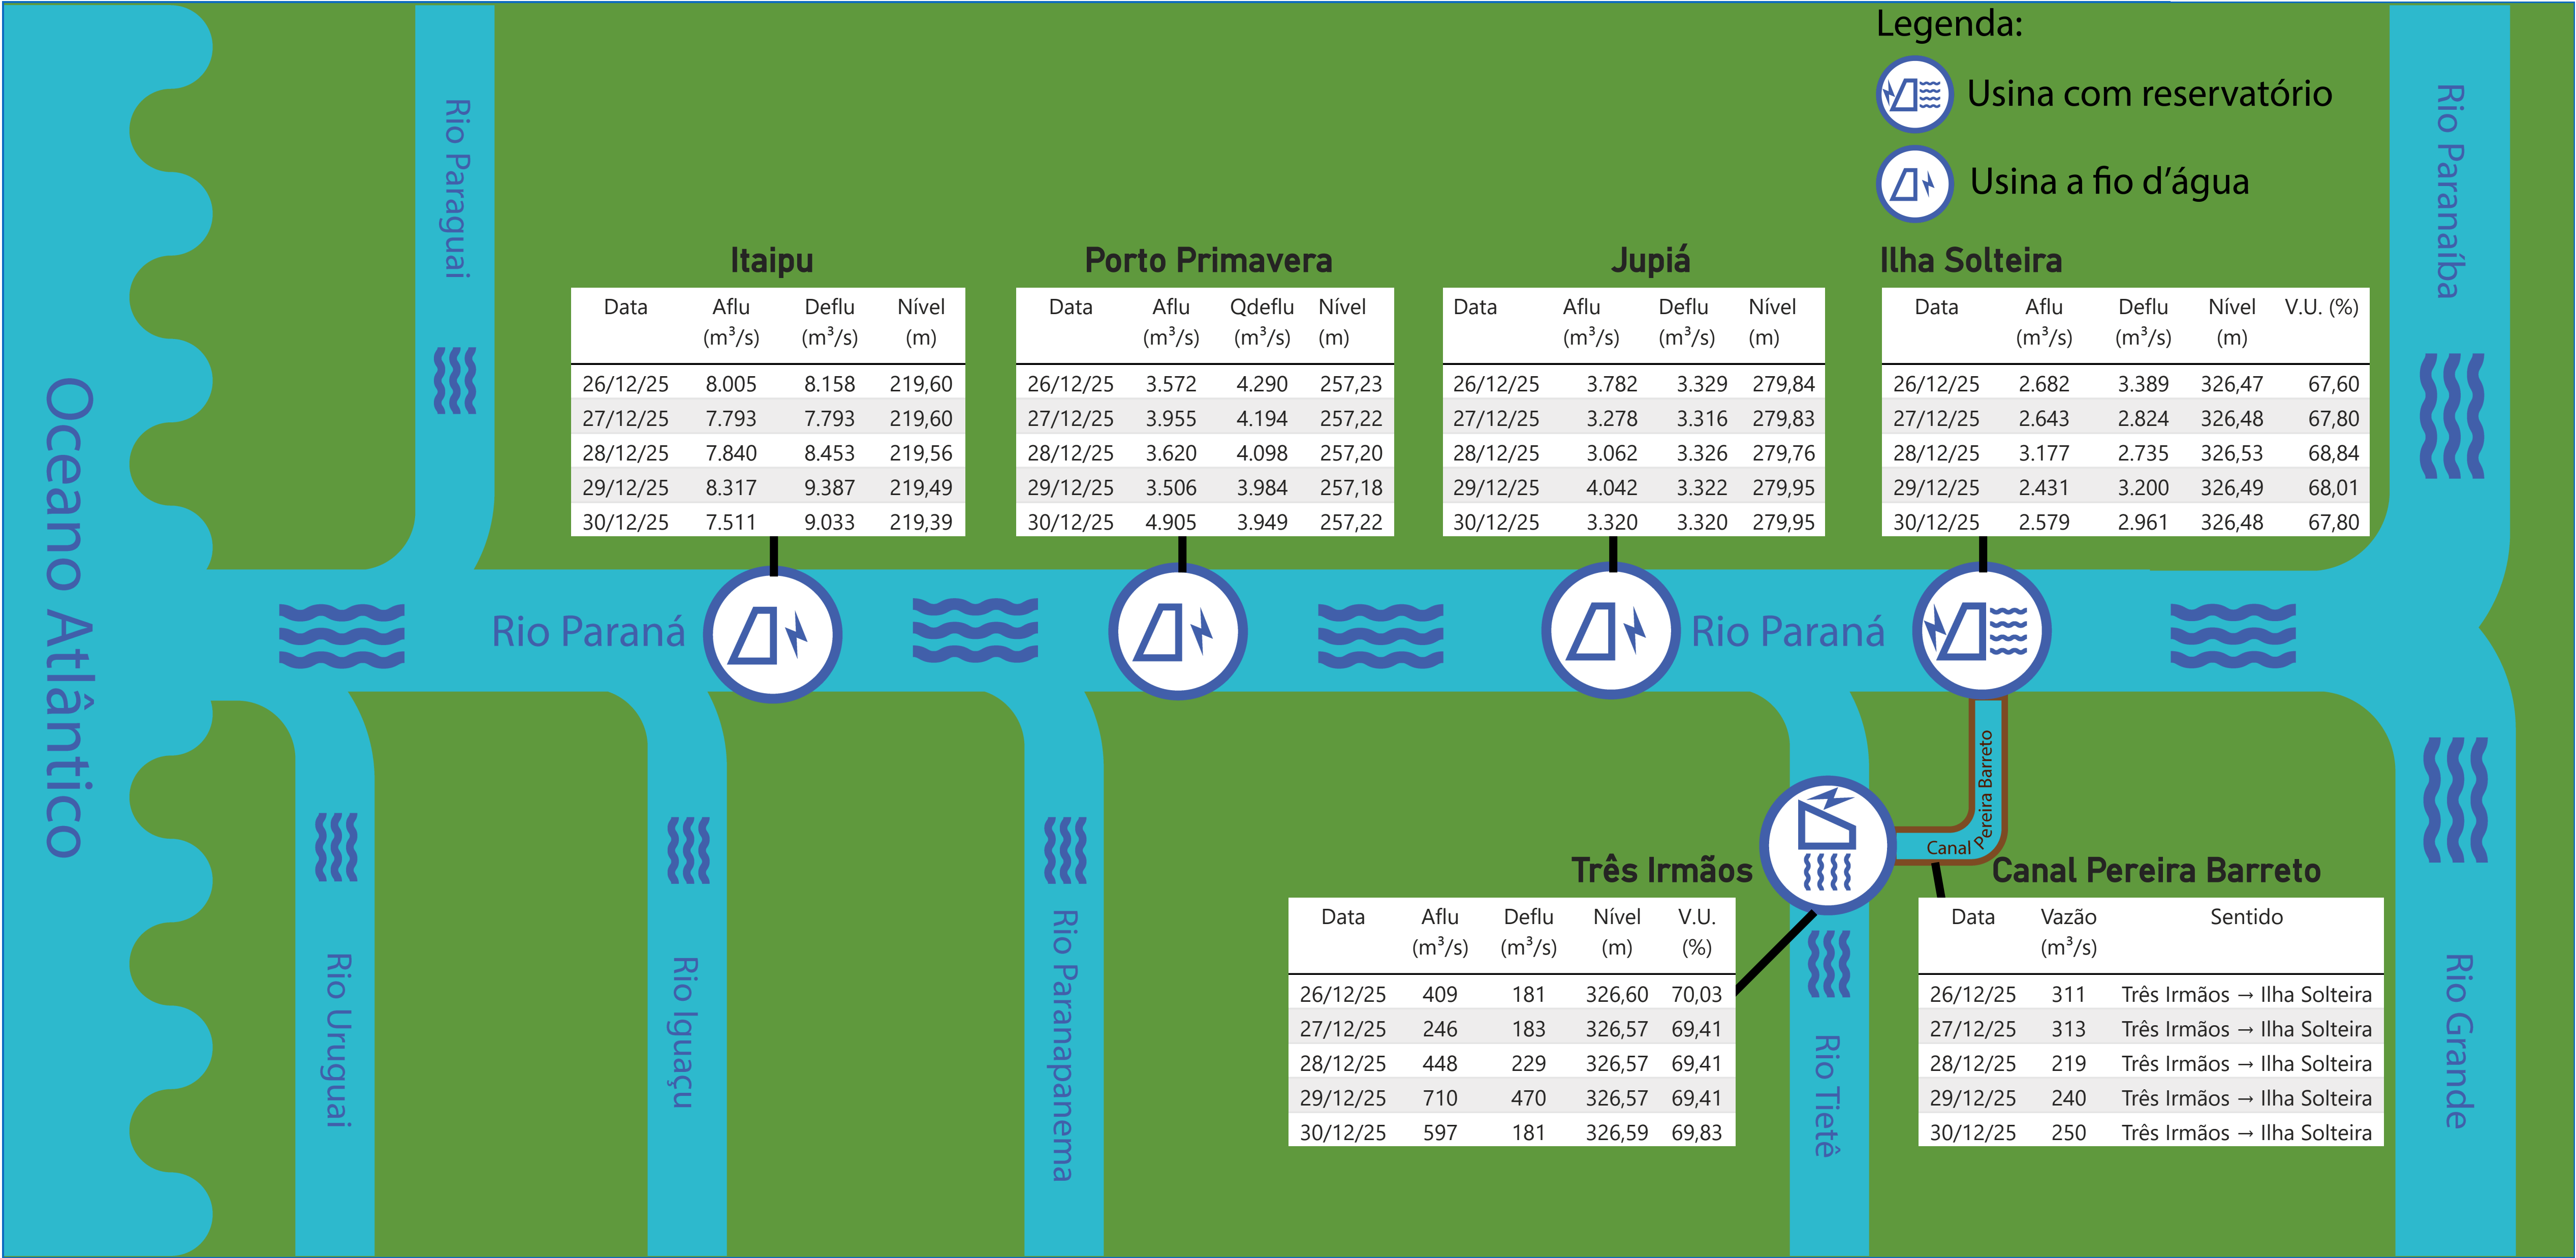 Legenda:
Usina com reservatório
Usina a fio d’água
Oceano Atlântico
Rio Paraguai
Rio Paranaíba
Itaipu
Data Aflu Deflu Nível
(m³/s) (m³/s) (m)
26/12/25 8.005 8.158 219,60
27/12/25 7.793 7.793 219,60
28/12/25 7.840 8.453 219,56
29/12/25 8.317 9.387 219,49
30/12/25 7.511 9.033 219,39
Porto Primavera
Data Aflu Qdeflu Nível
(m³/s) (m³/s) (m)
26/12/25 3.572 4.290 257,23
27/12/25 3.955 4.194 257,22
28/12/25 3.620 4.098 257,20
29/12/25 3.506 3.984 257,18
30/12/25 4.905 3.949 257,22
Jupiá
Data Aflu Deflu Nível
(m³/s) (m³/s) (m)
26/12/25 3.782 3.329 279,84
27/12/25 3.278 3.316 279,83
28/12/25 3.062 3.326 279,76
29/12/25 4.042 3.322 279,95
30/12/25 3.320 3.320 279,95
Ilha Solteira
Data Aflu Deflu Nível V.U. (%)
(m³/s) (m³/s) (m)
26/12/25 2.682 3.389 326,47 67,60
27/12/25 2.643 2.824 326,48 67,80
28/12/25 3.177 2.735 326,53 68,84
29/12/25 2.431 3.200 326,49 68,01
30/12/25 2.579 2.961 326,48 67,80
Rio Paraná
Rio Paraná
Rio Uruguai
Rio Iguaçu
Rio Paranapanema
Três Irmãos
Data Aflu Deflu Nível V.U.
(m³/s) (m³/s) (m) (%)
26/12/25 409 181 326,60 70,03
27/12/25 246 183 326,57 69,41
28/12/25 448 229 326,57 69,41
29/12/25 710 470 326,57 69,41
30/12/25 597 181 326,59 69,83
Rio Tietê
Canal Pereira Barreto
Canal Pereira Barreto
Data Vazão Sentido
(m³/s)
26/12/25 311 Três Irmãos → Ilha Solteira
27/12/25 313 Três Irmãos → Ilha Solteira
28/12/25 219 Três Irmãos → Ilha Solteira
29/12/25 240 Três Irmãos → Ilha Solteira
30/12/25 250 Três Irmãos → Ilha Solteira
Rio Grande